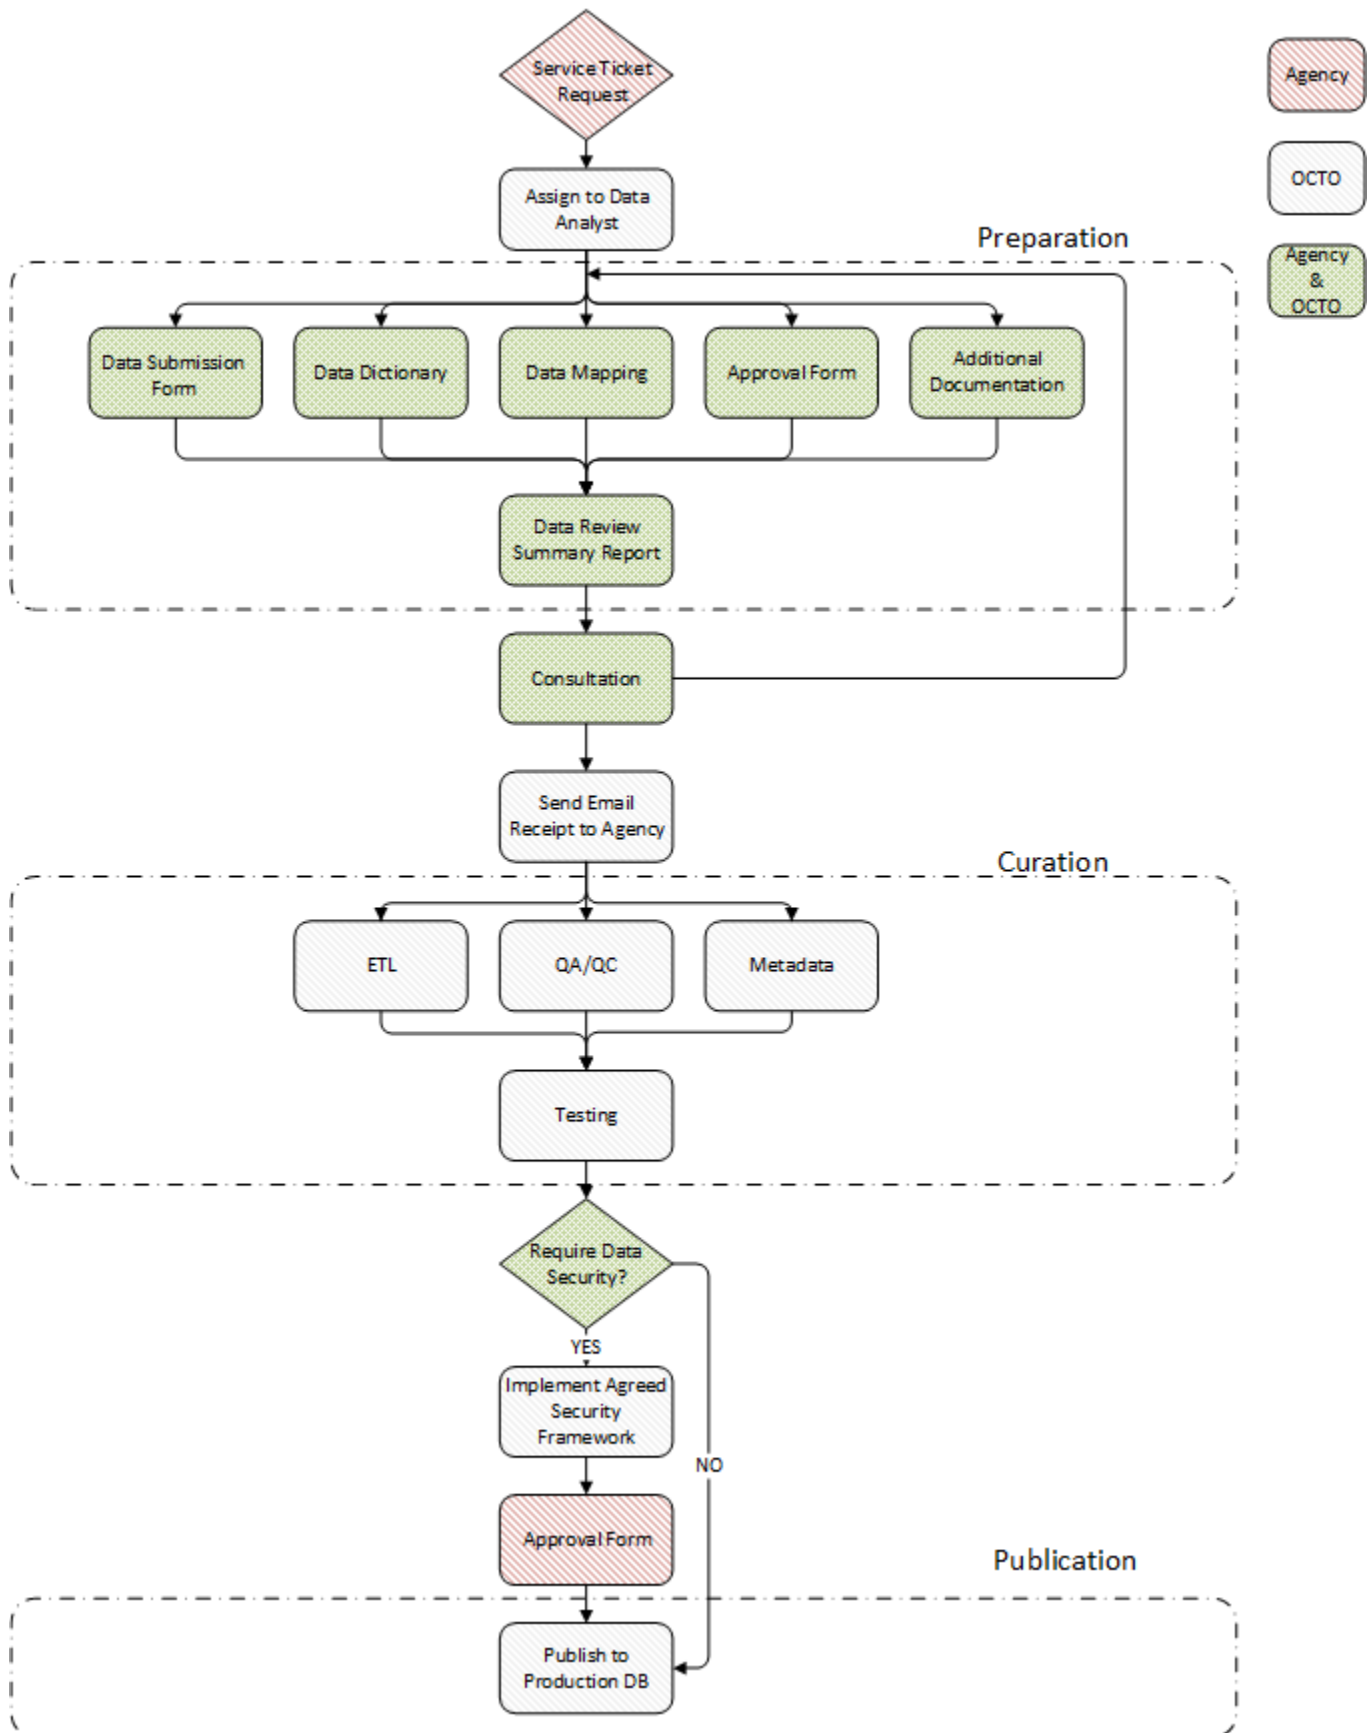 Service Ticket
Request
Agency
Assign to Data
Analyst
OCTO
Preparation
Agency
&
OCTO
Data Submission
Form
Data Dictionary
Data Mapping
Approval Form
Additional
Documentation
Data Review
Summary Report
Consultation
Send Email
Receipt to Agency
Curation
ETL
QA/QC
Metadata
Testing
Require Data
Security?
YES
Implement Agreed
Security
Framework
NO
Approval Form
Publication
Publish to
Production DB